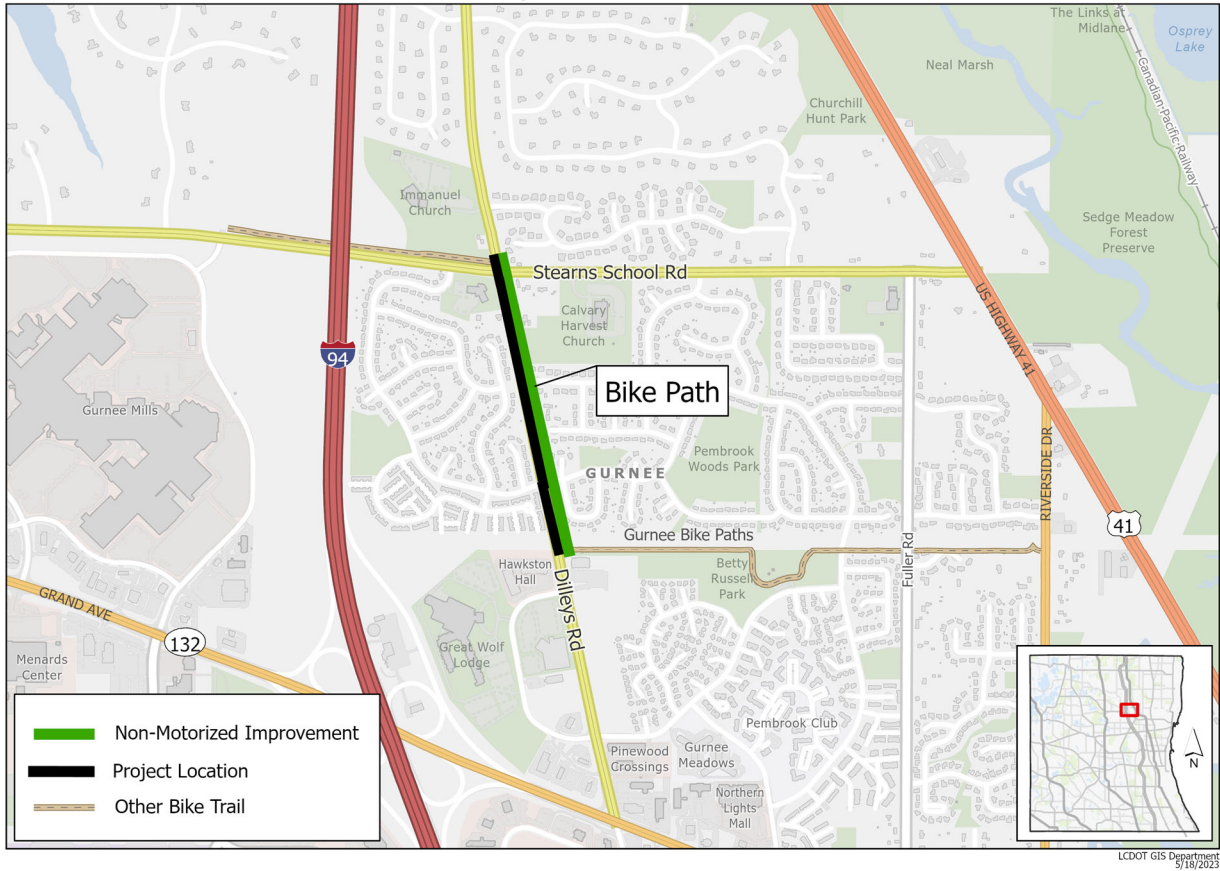 The Links at
Midlane
Osprey
Lake
Neal Marsh
Canadian-Pacific-Railway
Churchill
Hunt Park
Immanuel
Church
Sedge Meadow
Forest
Preserve
Stearns School Rd
US HIGHWAY 41
Calvary
Harvest
Church
94
Bike Path
Gurnee Mills
Pembrook
Woods Park
GURNEE
RIVERSIDE DR
41
Gurnee Bike Paths
Fuller Rd
Hawkston
Hall
Betty
Russell
Park
Dilleys Rd
GRAND AVE
132
Great Wolf
Lodge
Menards
Center
Pembrook Club
Pinewood
Crossings
Gurnee
Meadows
Northern
Lights
Mall
Non-Motorized Improvement
Project Location
Other Bike Trail
N
LCDOT GIS Department
5/18/2023